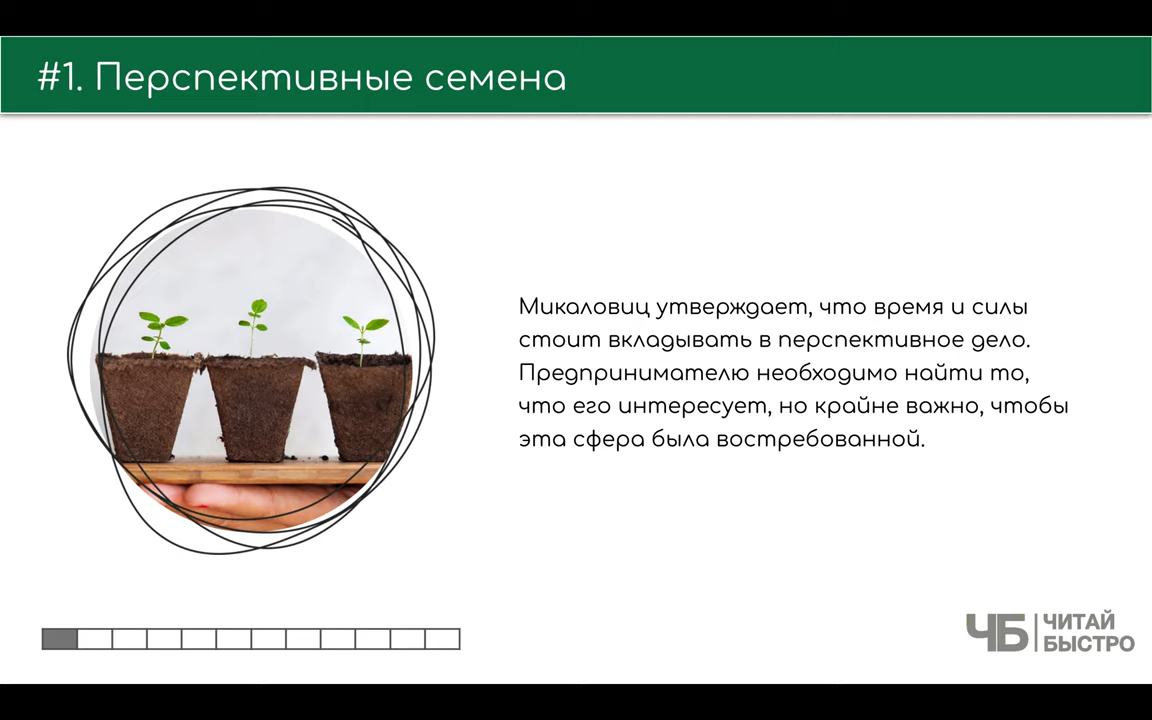 #1. Перспективные семена
Микаловиц утверждает, что время и силы
стоит вкладывать в перспективное дело.
Предпринимателю необходимо найти то,
что его интересует, но крайне важно, чтобы
эта сфера была востребованной.
ЧБ
ЧИТАЙ
БЫСТРО